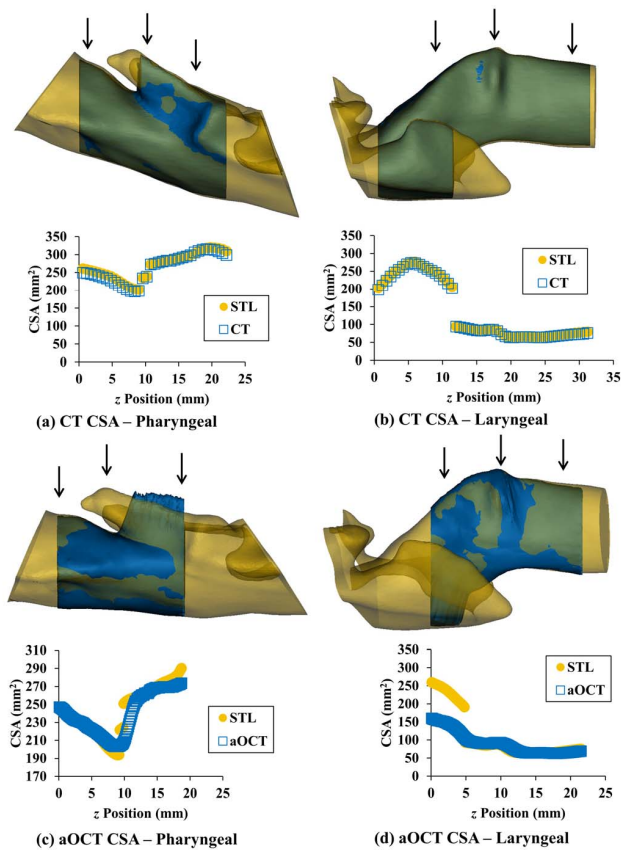 350
300
250
200
150
100
50
0
CSA (mm²)
STL
CT
0 5 10 15 20 25
z Position (mm)
(a) CT CSA – Pharyngeal
350
300
250
200
150
100
50
0
CSA (mm²)
STL
CT
0 5 10 15 20 25 30 35
z Position (mm)
(b) CT CSA – Laryngeal
310
290
270
250
230
210
190
170
CSA (mm²)
STL
aOCT
0 5 10 15 20 25
z Position (mm)
(c) aOCT CSA – Pharyngeal
350
300
250
200
150
100
50
0
CSA (mm²)
STL
aOCT
0 5 10 15 20 25
z Position (mm)
(d) aOCT CSA – Laryngeal